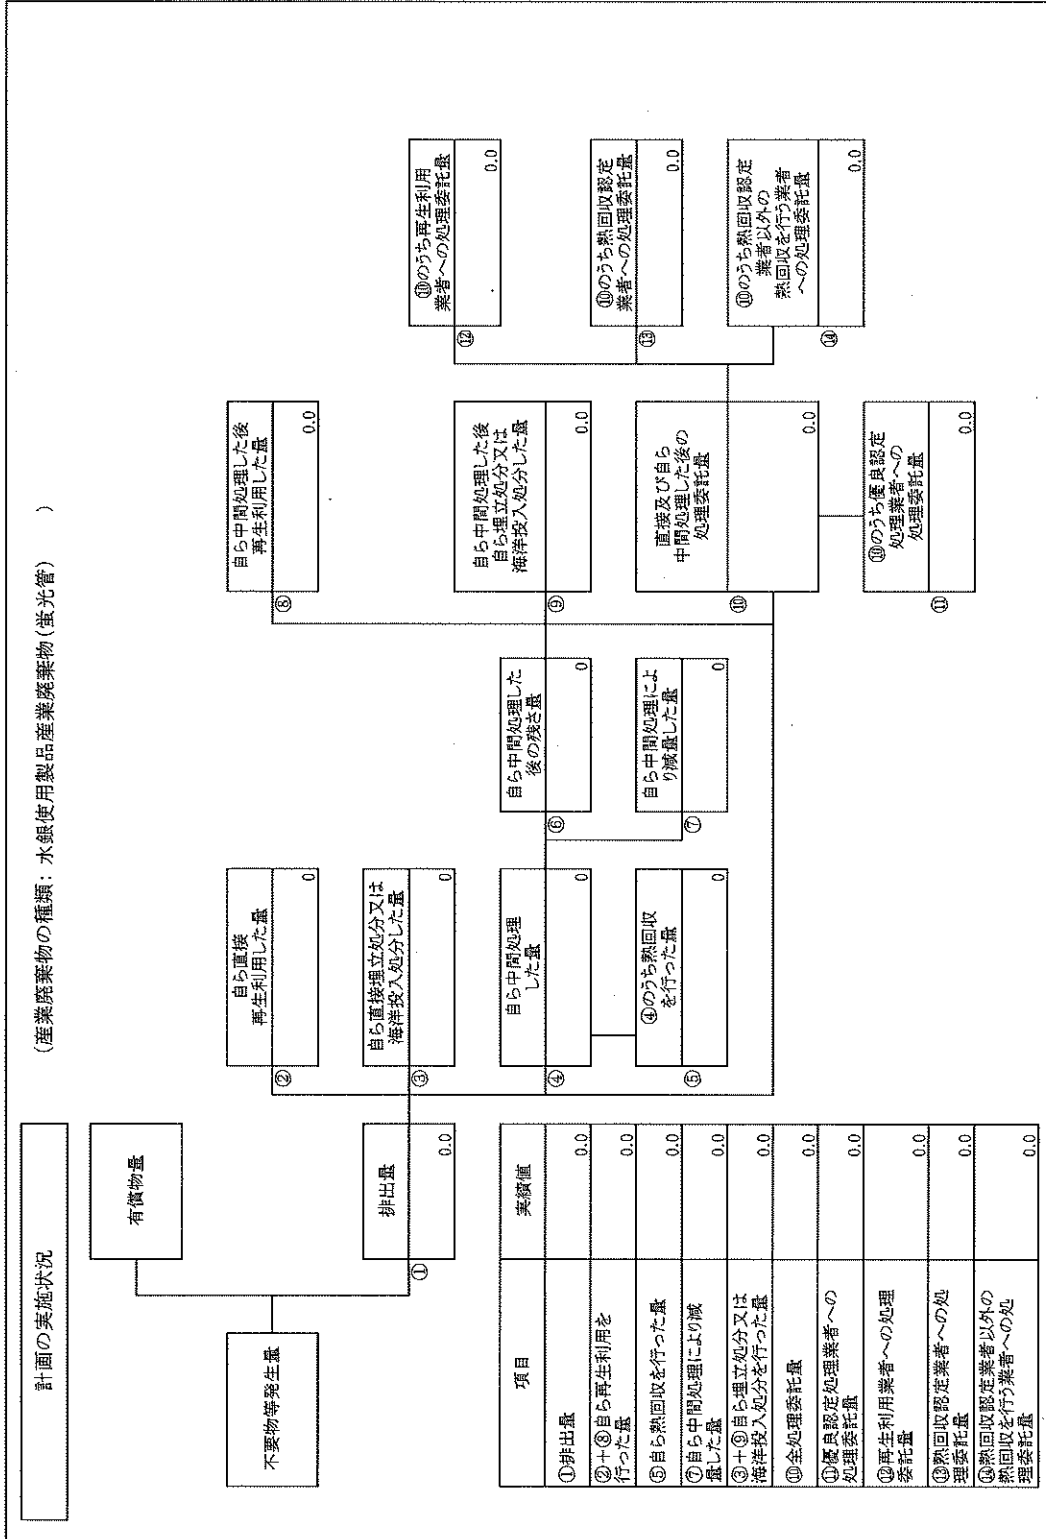 計画の実施状況
(産業廃棄物の種類: 水銀使用製品産業廃棄物(蛍光管) )
不要物等発生量
有償物量
①
排出量
0.0
②
自ら直接
再生利用した量
0
③
自ら直接埋立処分又は
海洋投入処分した量
0
④
自ら中間処理
した量
0
⑤
④のうち熱回収
を行った量
0
⑥
自ら中間処理した
後の残さ量
0
⑦
自ら中間処理によ
り減量した量
0
⑧
自ら中間処理した後
再生利用した量
0.0
⑨
自ら中間処理した後
自ら埋立処分又は
海洋投入処分した量
0.0
⑩
直接及び自ら
中間処理した後の
処理委託量
0.0
⑪
⑩のうち優良認定
処理業者への
処理委託量
0.0
⑫
⑩のうち再生利用
業者への処理委託量
0.0
⑬
⑩のうち熱回収認定
業者への処理委託量
0.0
⑭
⑩のうち熱回収認定
業者以外の
熱回収を行う業者
への処理委託量
0.0
項目 実績値
①排出量 0.0
②+⑧自ら再生利用を
行った量 0.0
⑤自ら熱回収を行った量 0.0
⑦自ら中間処理により減
量した量 0.0
③+⑨自ら埋立処分又は
海洋投入処分を行った量 0.0
⑩全処理委託量 0.0
⑪優良認定処理業者への
処理委託量 0.0
⑫再生利用業者への処理
委託量 0.0
⑬熱回収認定業者への処
理委託量 0.0
⑭熱回収認定業者以外の
熱回収を行う業者への処
理委託量 0.0